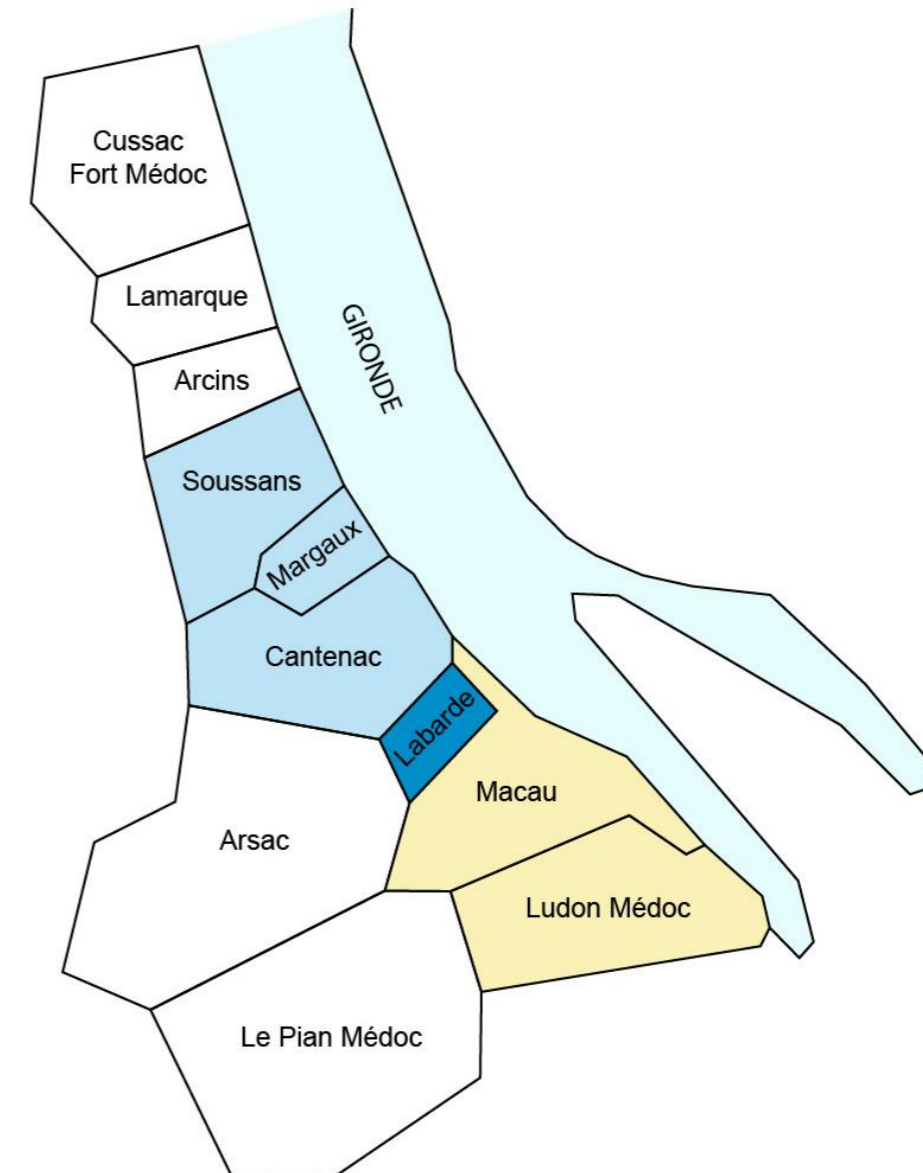 Cussac
Fort Médoc
Lamarque
GIRONDE
Arcins
Soussans
Margaux
Cantenac
Labarde
Macau
Arsac
Ludon Médoc
Le Pian Médoc